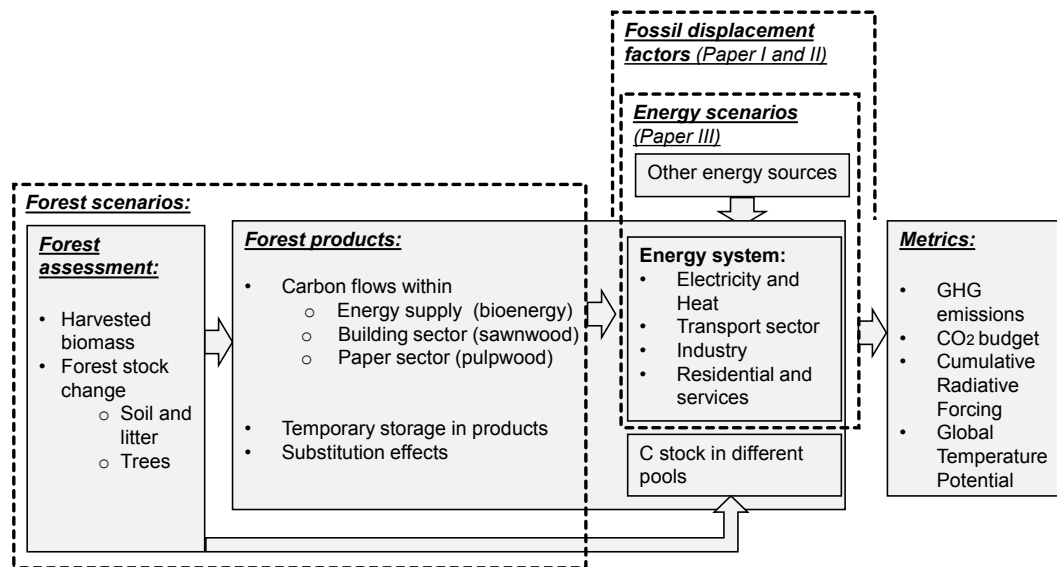 Fossil displacement
factors (Paper I and II)
Energy scenarios
(Paper III)
Other energy sources
Forest scenarios:
Forest
assessment:
• Harvested
biomass
• Forest stock
change
o Soil and
litter
o Trees
Forest products:
• Carbon flows within
o Energy supply (bioenergy)
o Building sector (sawnwood)
o Paper sector (pulpwood)
• Temporary storage in products
• Substitution effects
Energy system:
• Electricity and
Heat
• Transport sector
• Industry
• Residential and
services
C stock in different
pools
Metrics:
• GHG
emissions
• CO2 budget
• Cumulative
Radiative
Forcing
• Global
Temperature
Potential